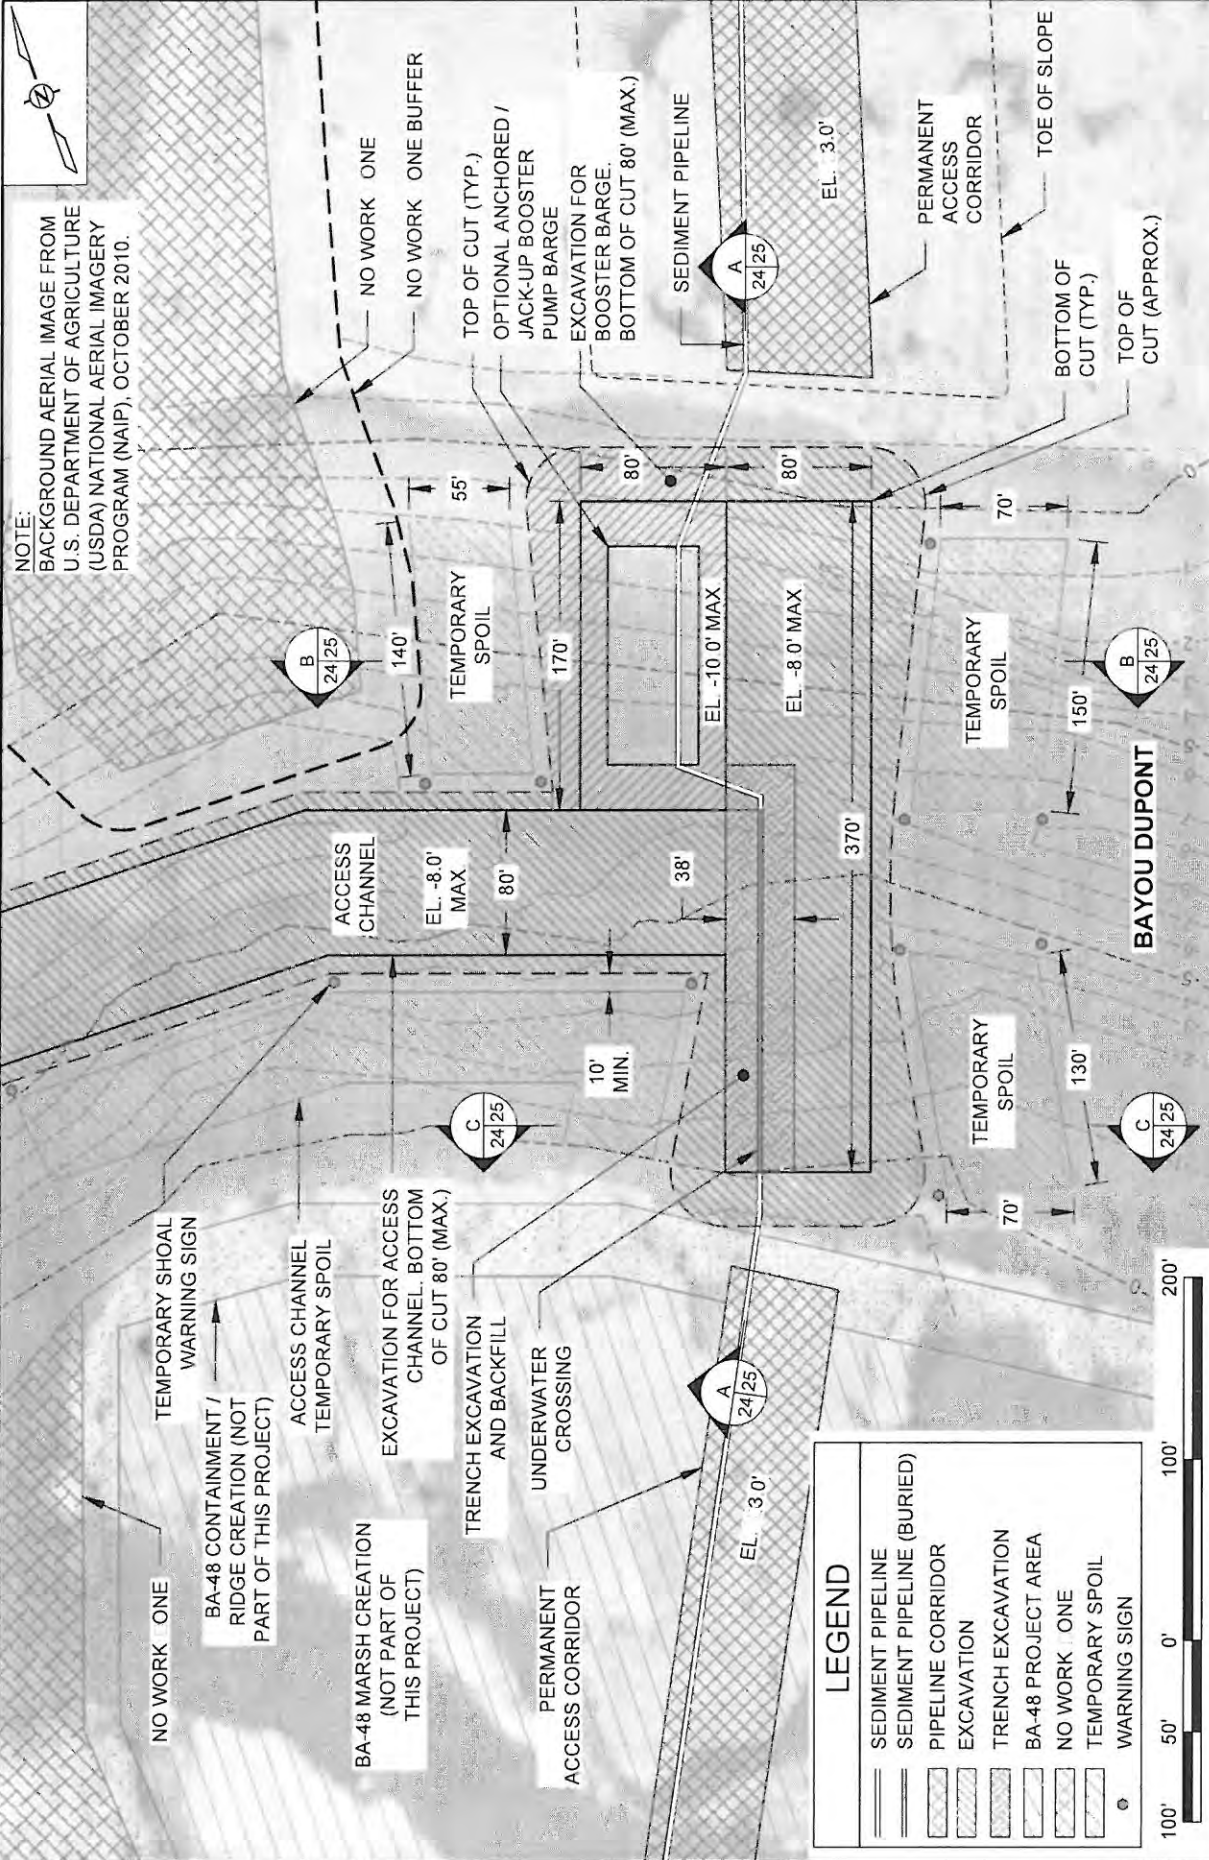 NOTE:
BACKGROUND AERIAL IMAGE FROM
U.S. DEPARTMENT OF AGRICULTURE
(USDA) NATIONAL AERIAL IMAGERY
PROGRAM (NAIP), OCTOBER 2010.
N
NO WORK ONE
NO WORK ONE BUFFER
TOP OF CUT (TYP.)
OPTIONAL ANCHORED /
JACK-UP BOOSTER
PUMP BARGE
EXCAVATION FOR
BOOSTER BARGE.
BOTTOM OF CUT 80' (MAX.)
SEDIMENT PIPELINE
A
24 25
EL. 3.0'
PERMANENT
ACCESS
CORRIDOR
TOE OF SLOPE
BOTTOM OF
CUT (TYP.)
TOP OF
CUT (APPROX.)
B
24 25
140'
55'
TEMPORARY
SPOIL
170'
80'
80'
EL. -10.0' MAX
EL. -8.0' MAX
70'
TEMPORARY
SPOIL
150'
B
24 25
ACCESS
CHANNEL
EL. -8.0'
MAX.
80'
38'
370'
BAYOU DUPONT
10'
MIN.
C
24 25
TEMPORARY
SPOIL
130'
70'
C
24 25
TEMPORARY SHOAL
WARNING SIGN
BA-48 CONTAINMENT /
RIDGE CREATION (NOT
PART OF THIS PROJECT)
ACCESS CHANNEL
TEMPORARY SPOIL
EXCAVATION FOR ACCESS
CHANNEL. BOTTOM
OF CUT 80' (MAX.)
TRENCH EXCAVATION
AND BACKFILL
UNDERWATER
CROSSING
NO WORK ONE
BA-48 MARSH CREATION
(NOT PART OF
THIS PROJECT)
PERMANENT
ACCESS CORRIDOR
A
24 25
EL. 3.0'
LEGEND
SEDIMENT PIPELINE
SEDIMENT PIPELINE (BURIED)
PIPELINE CORRIDOR
EXCAVATION
TRENCH EXCAVATION
BA-48 PROJECT AREA
NO WORK ONE
TEMPORARY SPOIL
WARNING SIGN
100' 50' 0' 100' 200'